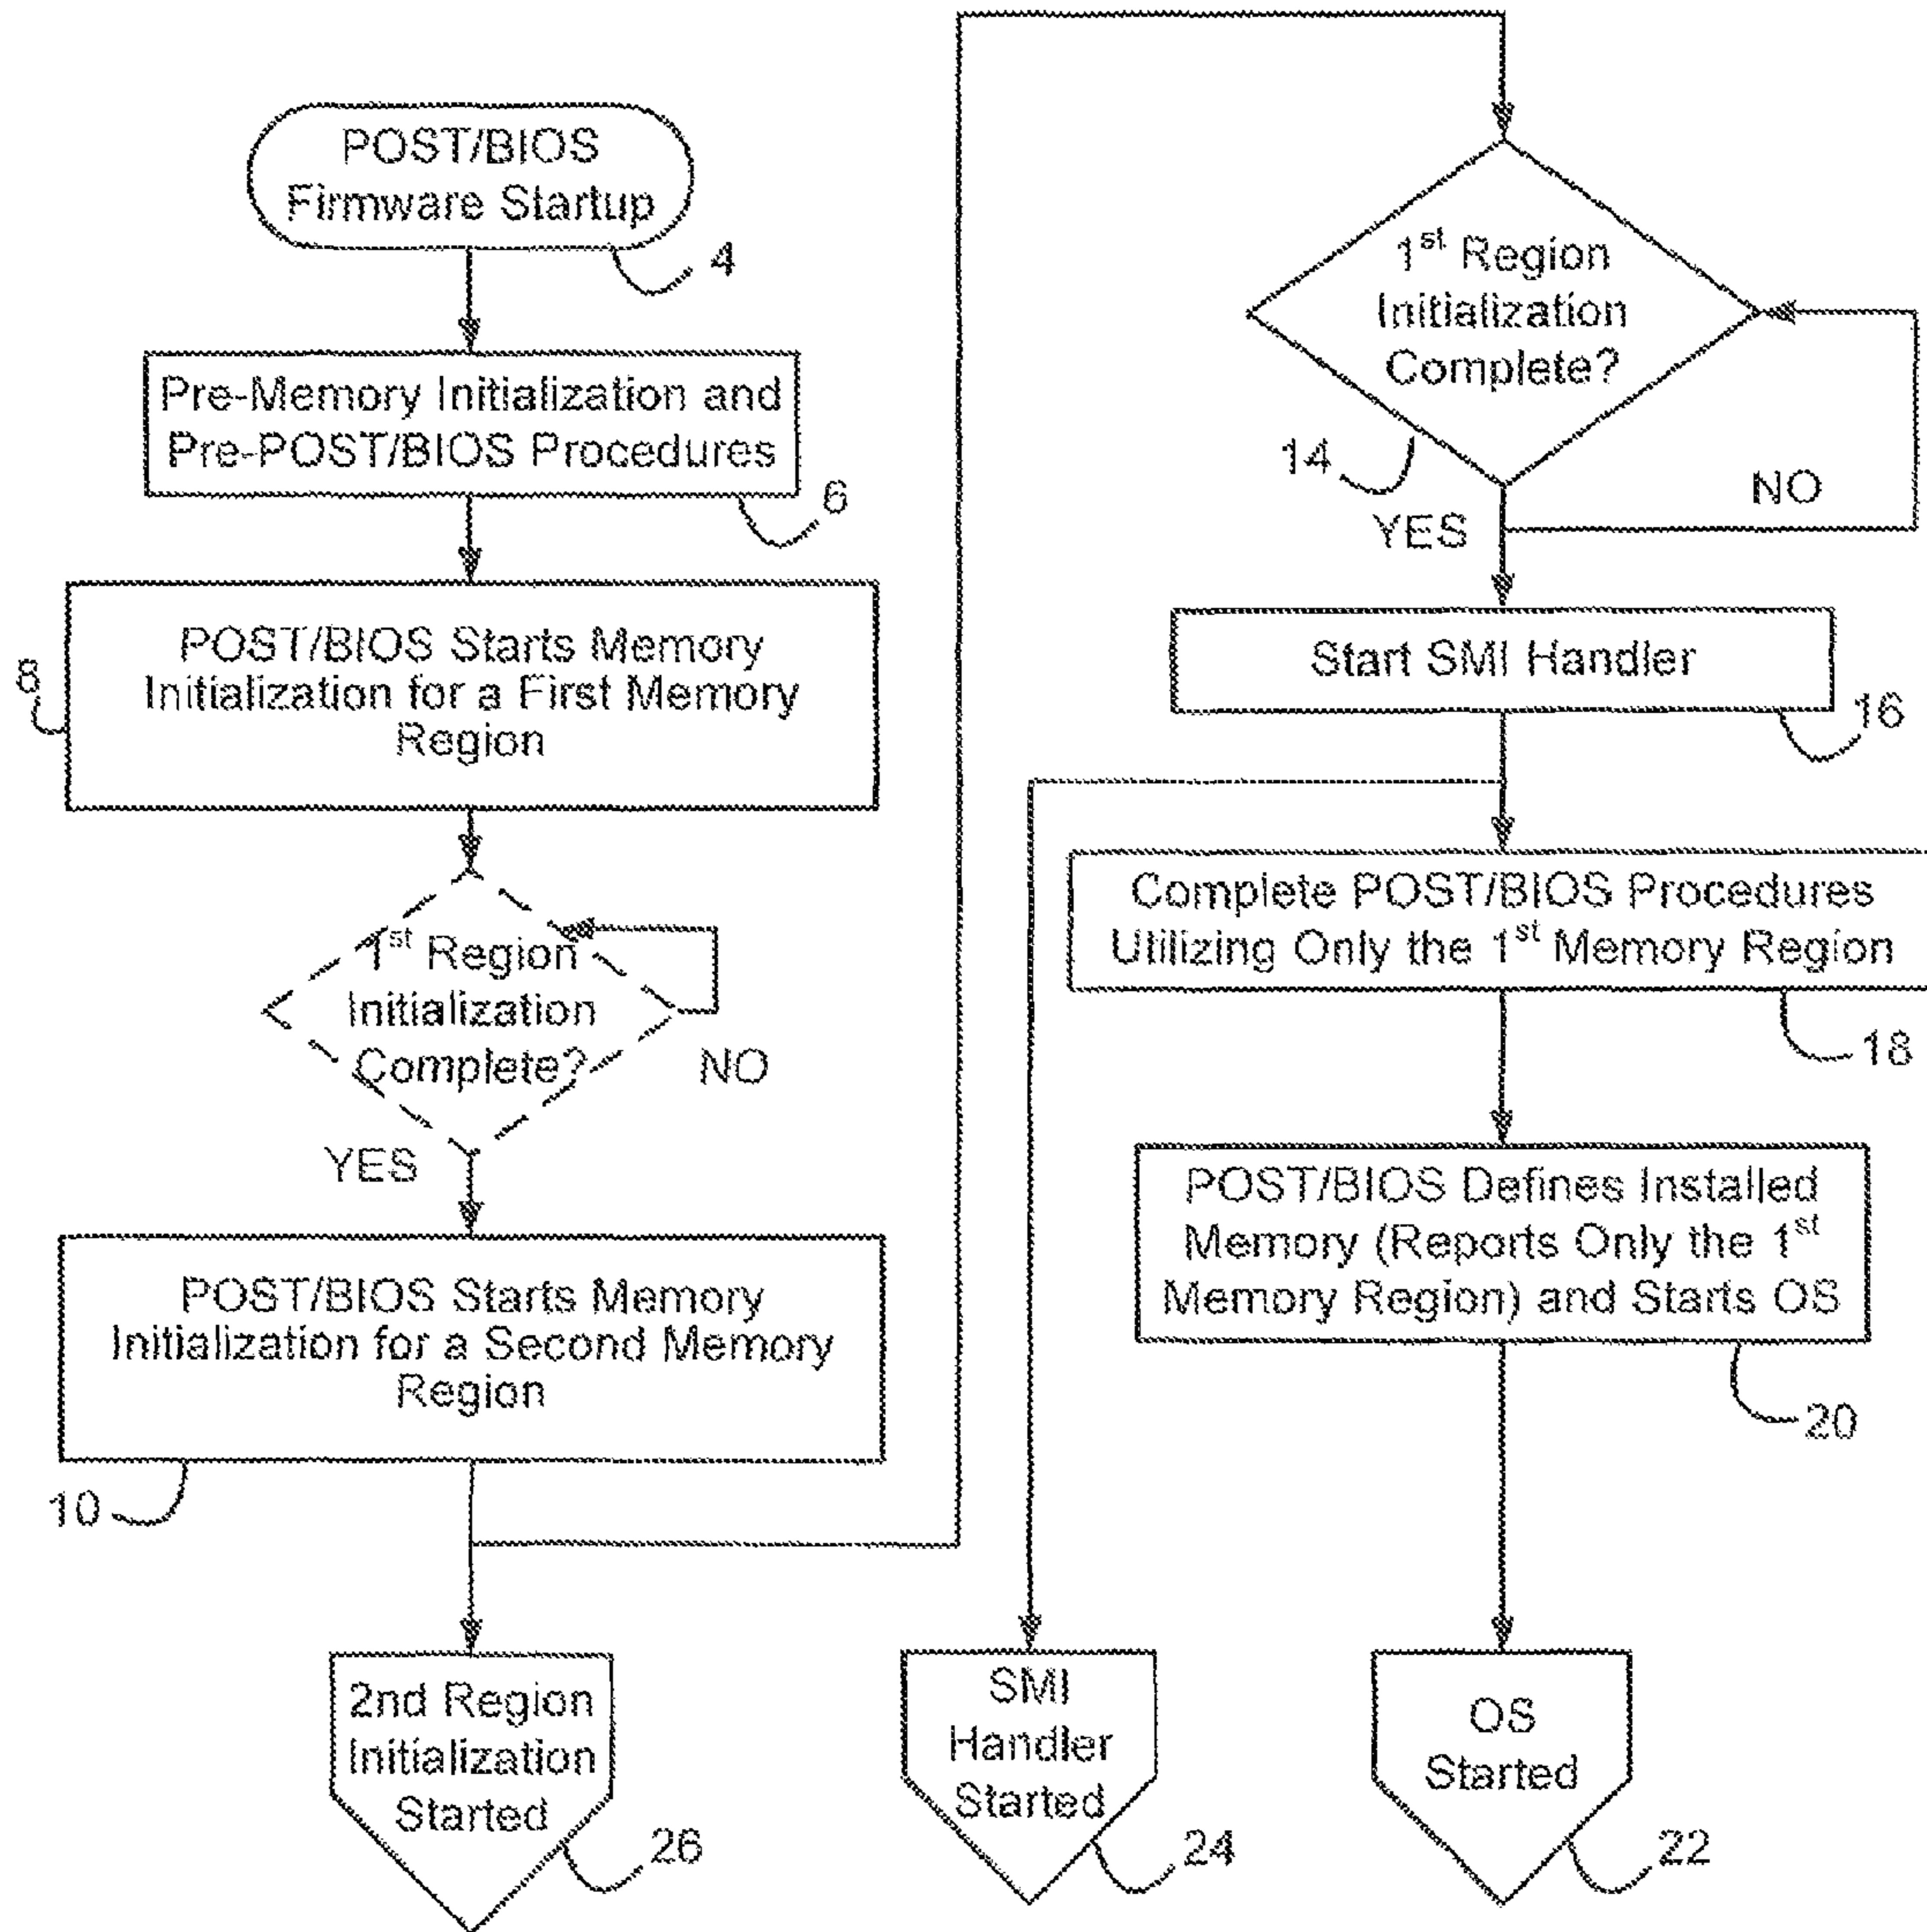 POST/BIOS
Firmware Startup
4
Pre-Memory Initialization and
Pre-POST/BIOS Procedures
6
POST/BIOS Starts Memory
Initialization for a First Memory
Region
8
1st Region
Initialization
Complete?
NO
YES
POST/BIOS Starts Memory
Initialization for a Second Memory
Region
10
2nd Region
Initialization
Started
26
1st Region
Initialization
Complete?
14
NO
YES
Start SMI Handler
16
Complete POST/BIOS Procedures
Utilizing Only the 1st Memory Region
18
POST/BIOS Defines Installed
Memory (Reports Only the 1st
Memory Region) and Starts OS
20
SMI
Handler
Started
24
OS
Started
22